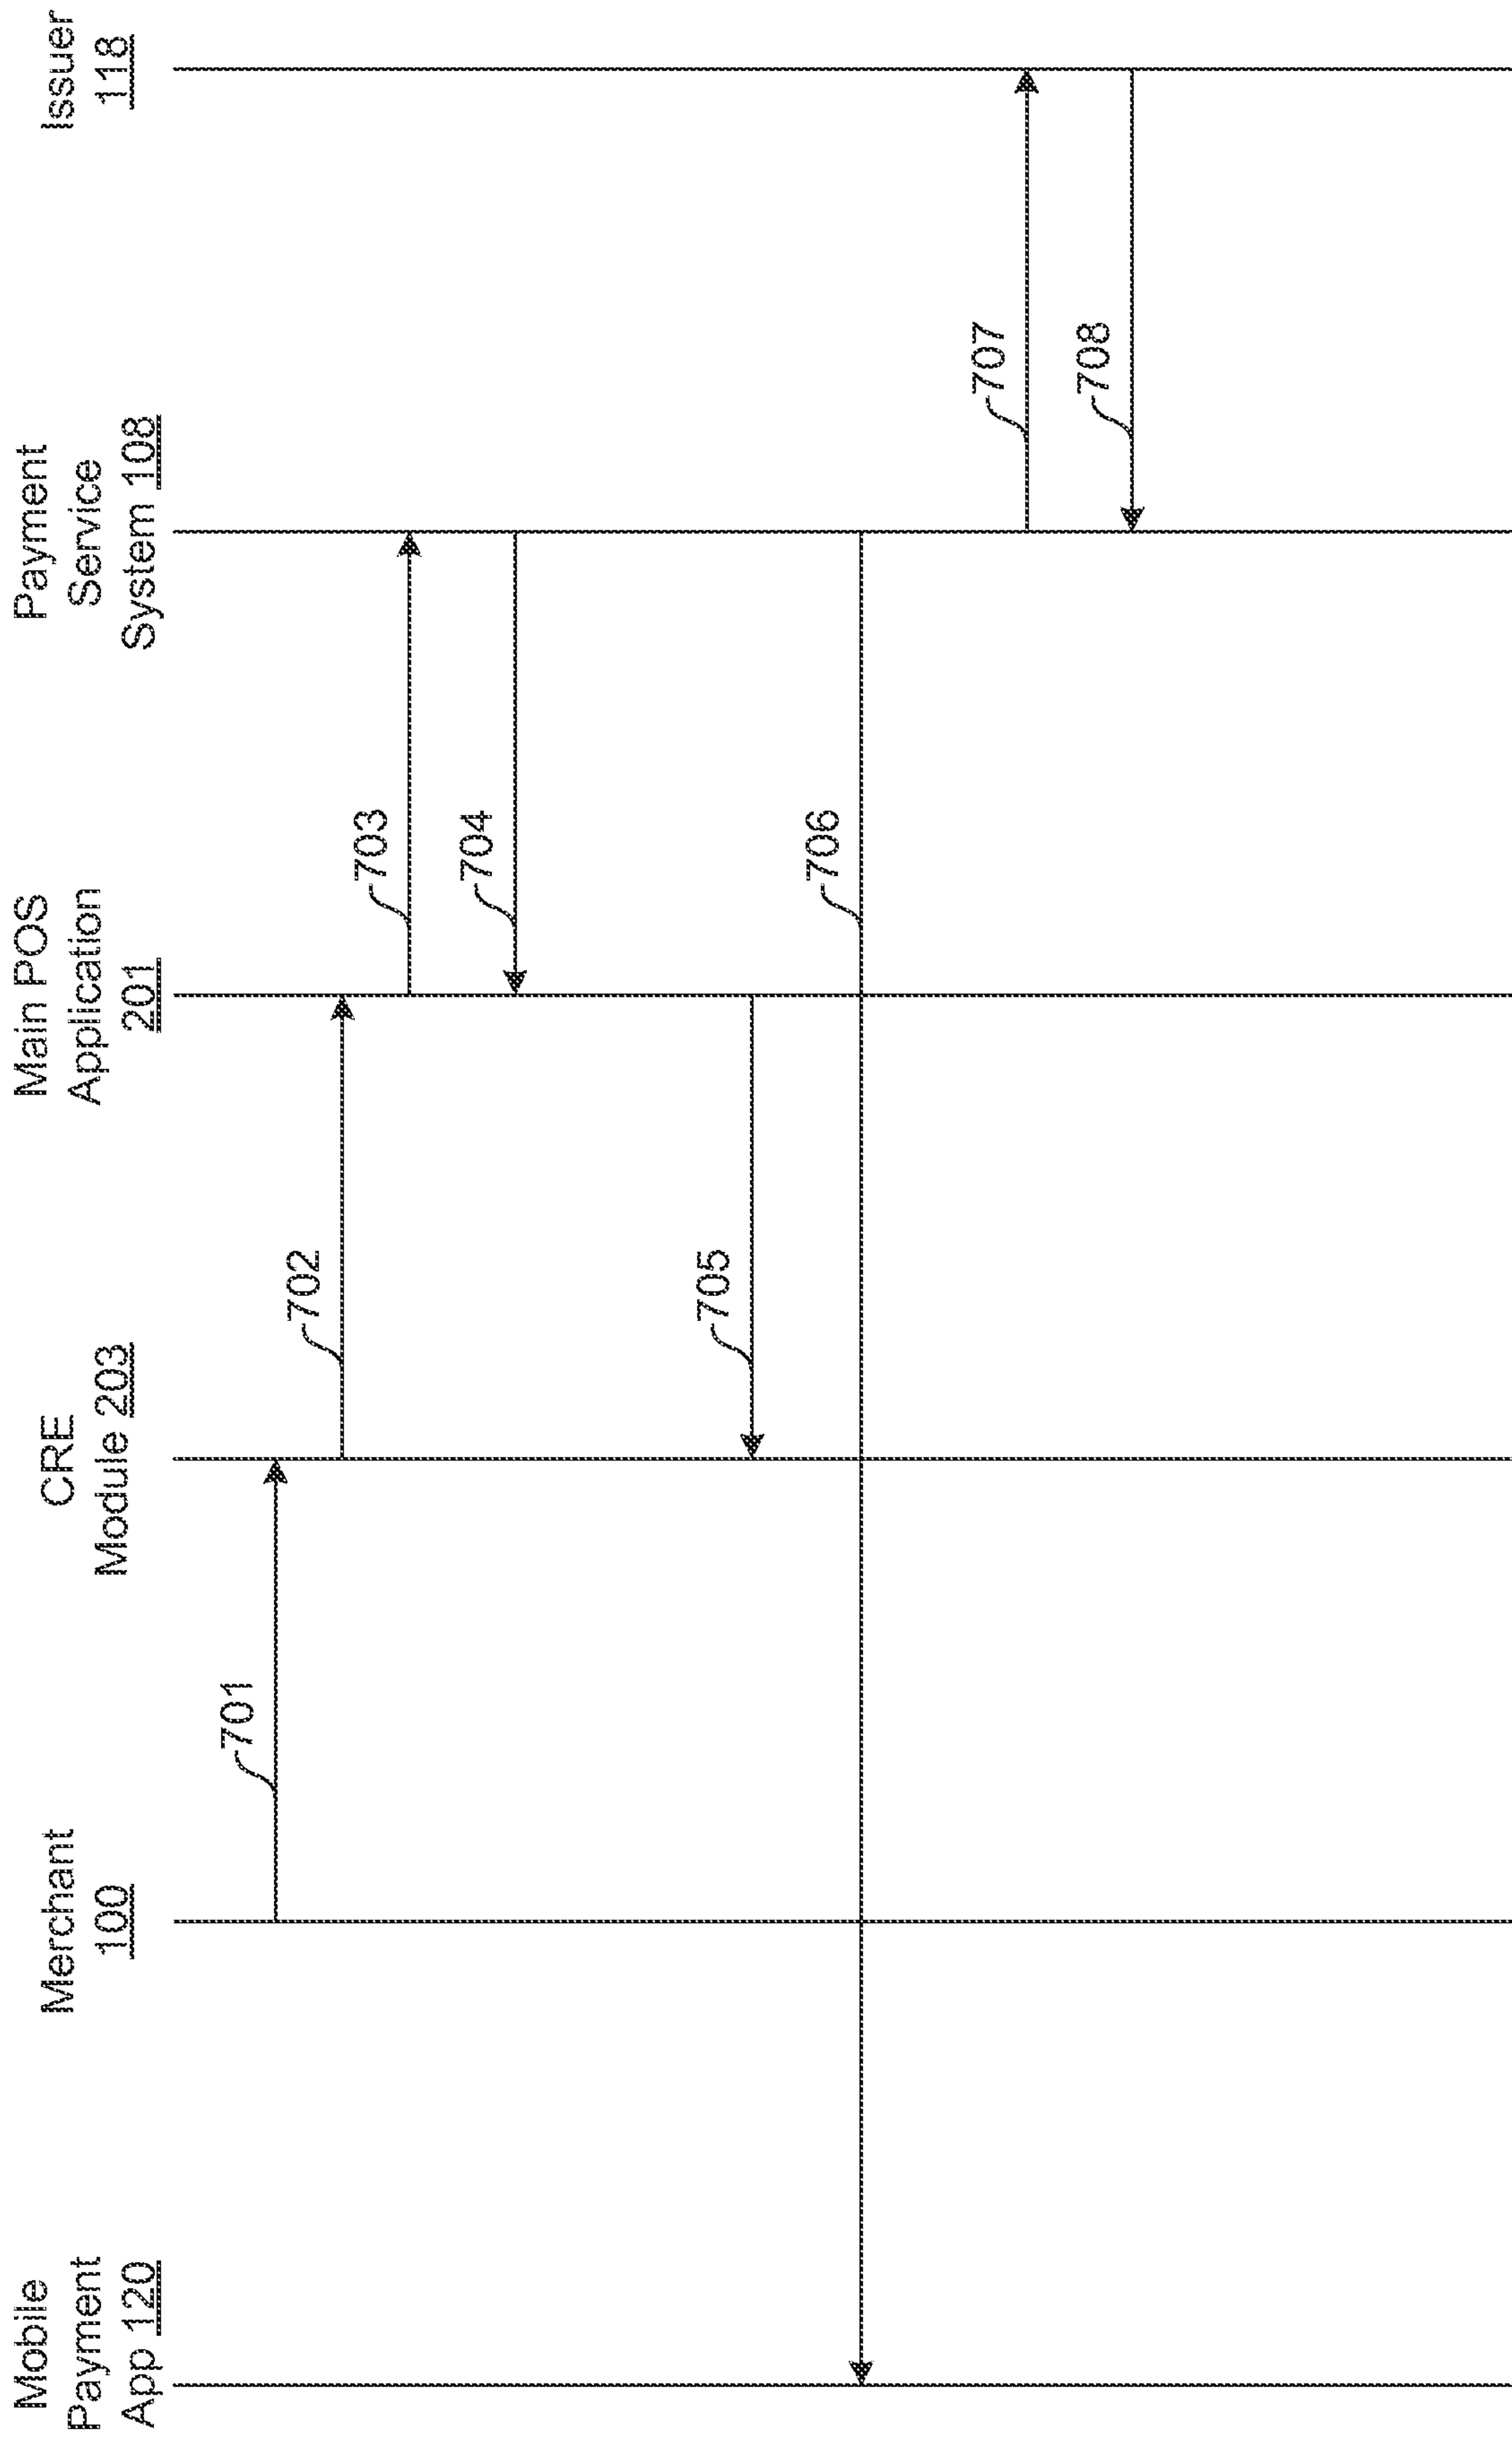 Mobile
Payment
App 120
Merchant
100
CRE
Module 203
Main POS
Application
201
Payment
Service
System 108
Issuer
118
701
702
703
704
705
706
707
708